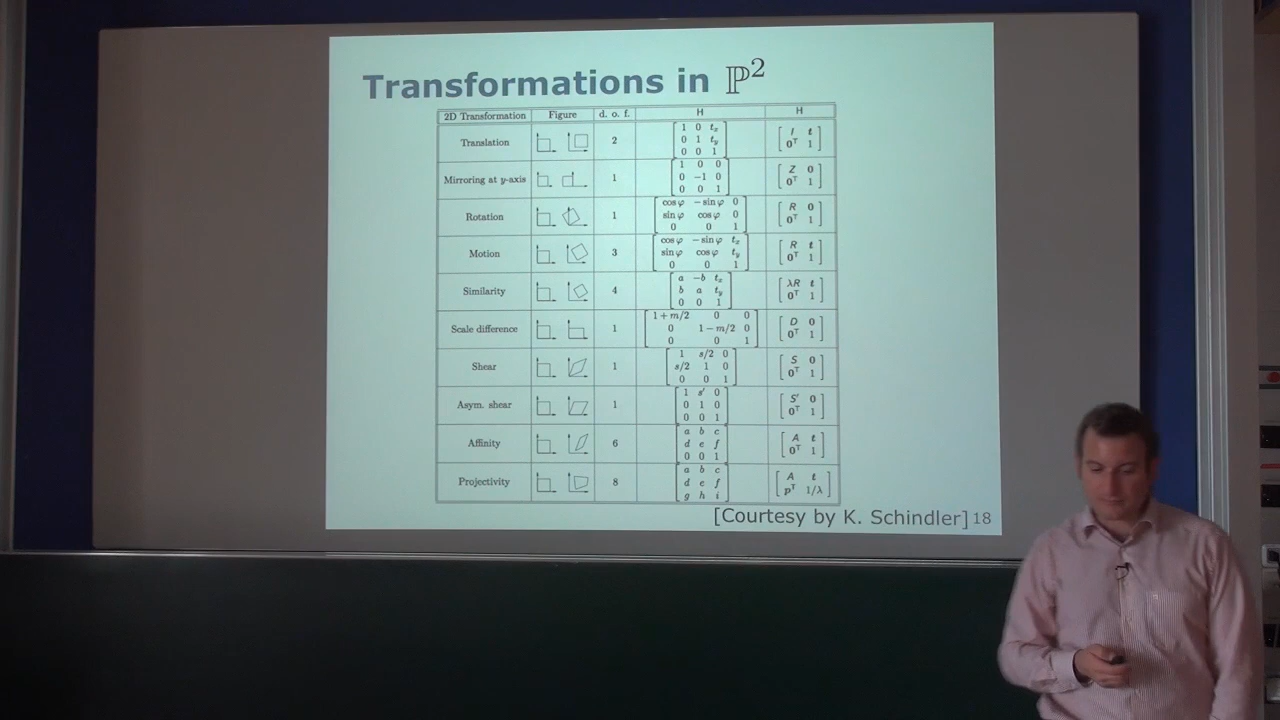 Transformations in ℙ²
2D Transformation Figure d. o. f. H H
Translation 2 [1 0 tₓ; 0 1 t_y; 0 0 1] [I t; 0ᵀ 1]
Mirroring at y-axis 1 [1 0 0; 0 −1 0; 0 0 1] [Z 0; 0ᵀ 1]
Rotation 1 [cos φ − sin φ 0; sin φ cos φ 0; 0 0 1] [R 0; 0ᵀ 1]
Motion 3 [cos φ − sin φ tₓ; sin φ cos φ t_y; 0 0 1] [R t; 0ᵀ 1]
Similarity 4 [a −b tₓ; b a t_y; 0 0 1] [λR t; 0ᵀ 1]
Scale difference 1 [1 + m/2 0 0; 0 1 − m/2 0; 0 0 1] [D 0; 0ᵀ 1]
Shear 1 [1 s/2 0; s/2 1 0; 0 0 1] [S 0; 0ᵀ 1]
Asym. shear 1 [1 s′ 0; 0 1 0; 0 0 1] [S′ 0; 0ᵀ 1]
Affinity 6 [a b c; d e f; 0 0 1] [A t; 0ᵀ 1]
Projectivity 8 [a b c; d e f; g h i] [A t; pᵀ 1/λ]
[Courtesy by K. Schindler] 18